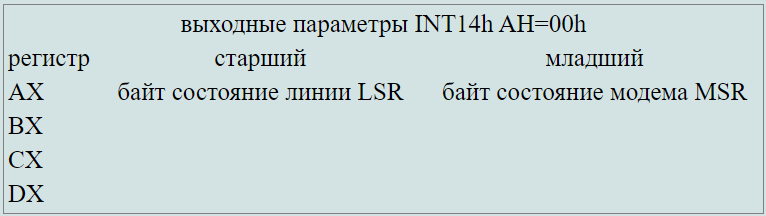 выходные параметры INT14h AH=00h
регистр старший младший
AX байт состояние линии LSR байт состояние модема MSR
BX
CX
DX